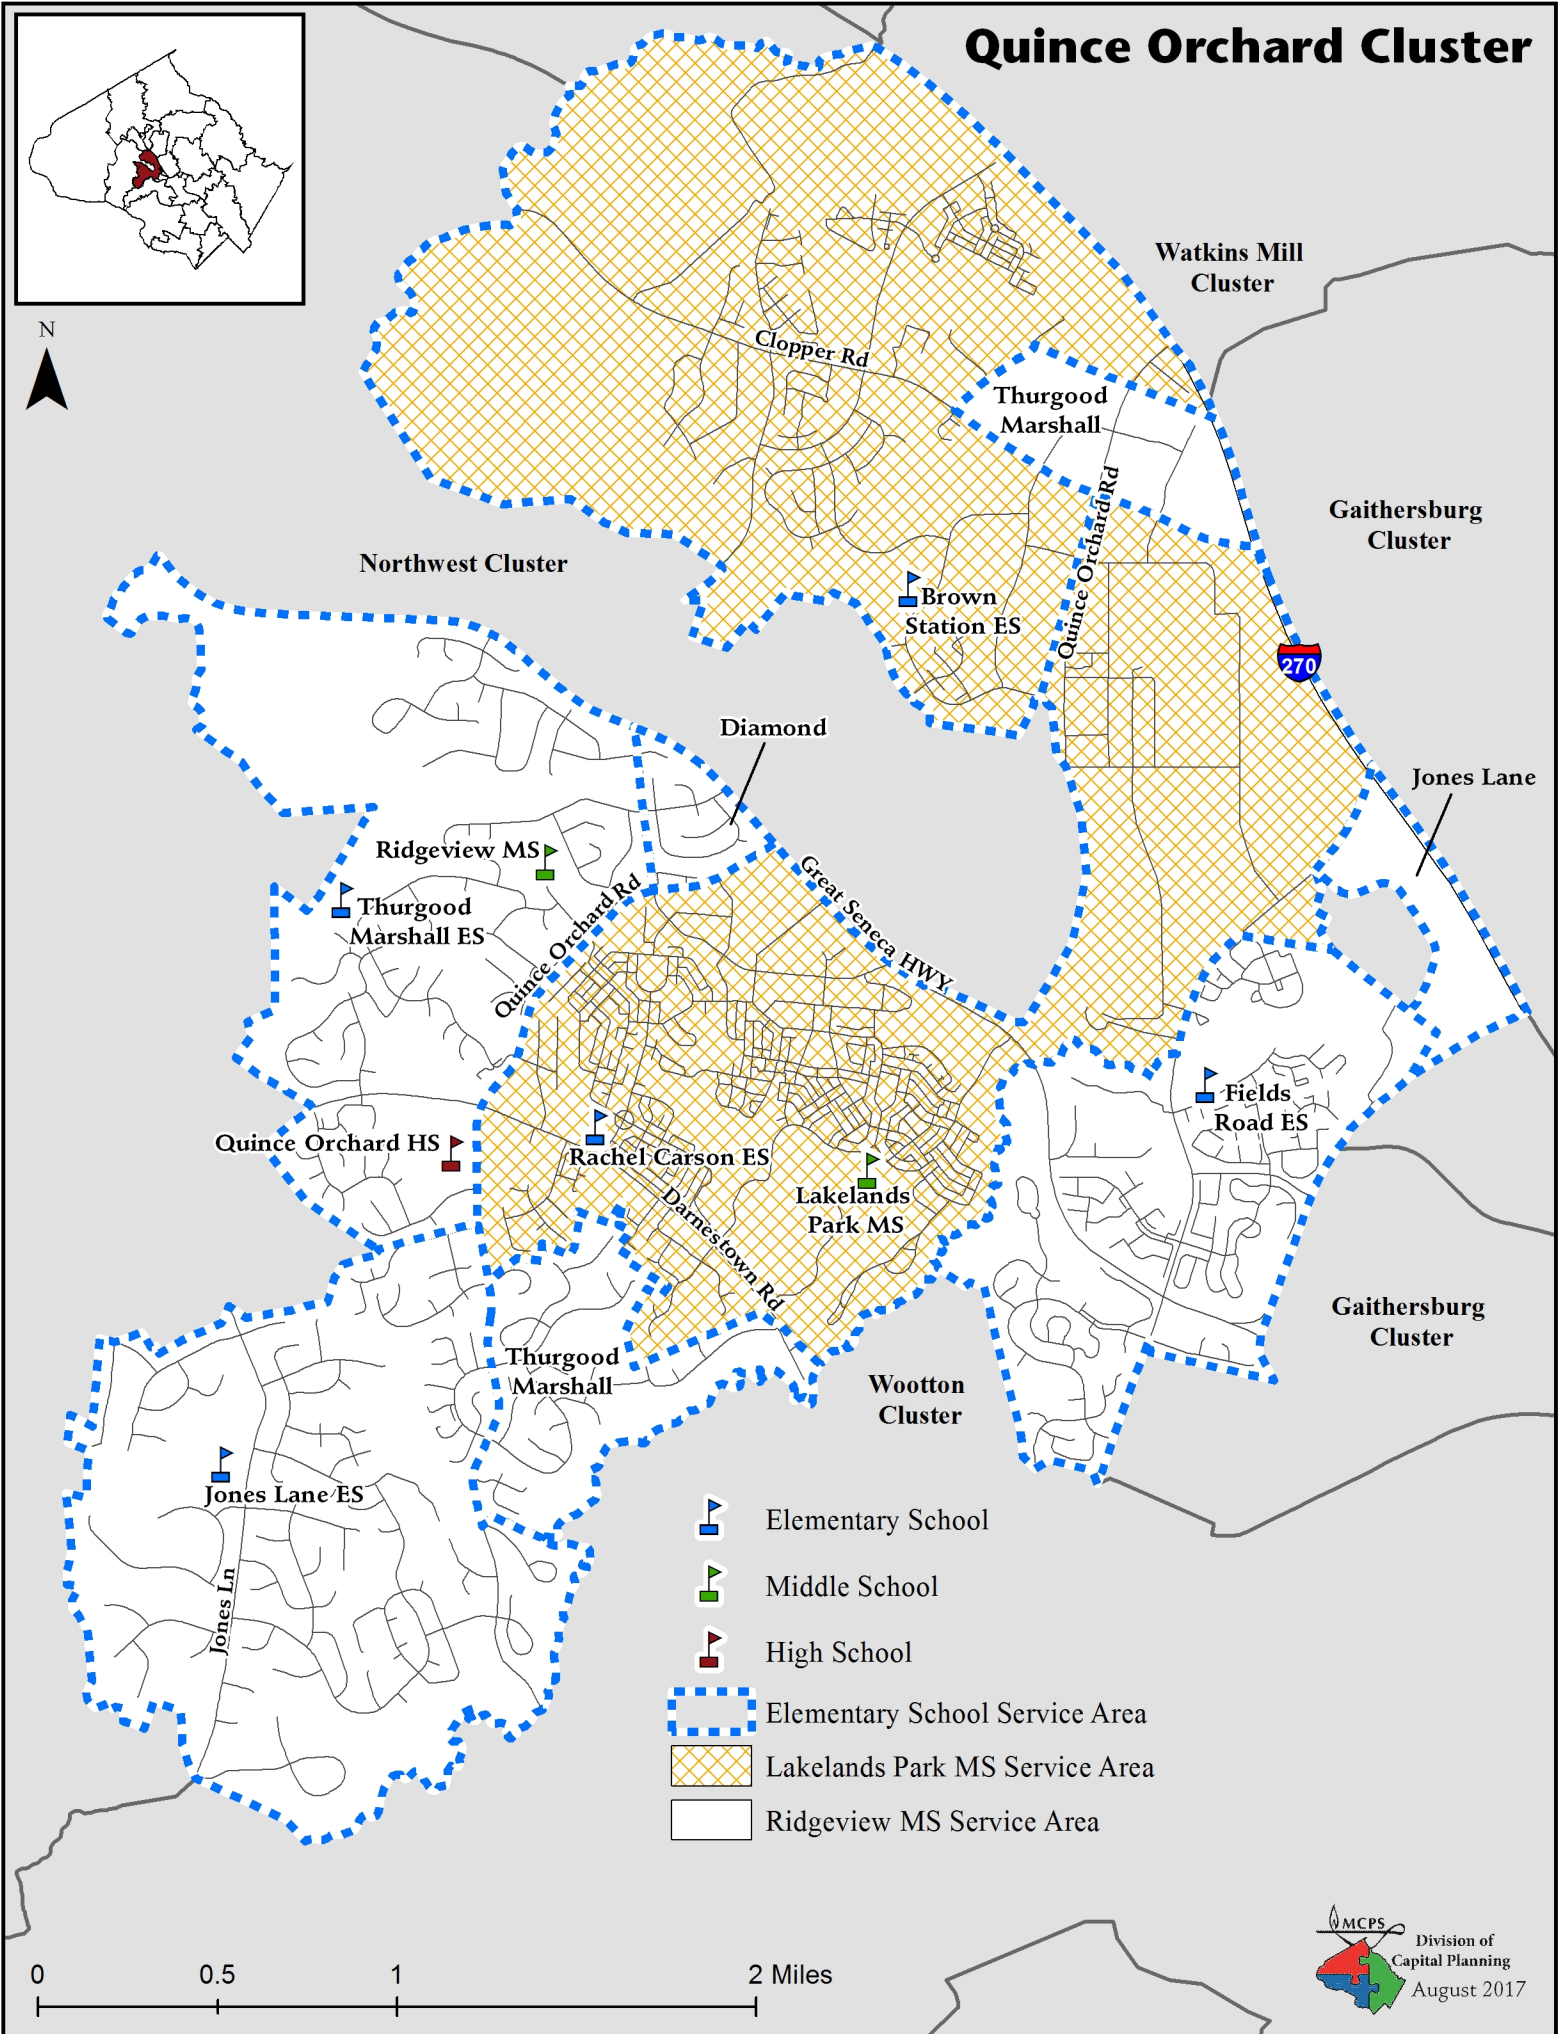 Quince Orchard Cluster
N
Watkins Mill
Cluster
Clopper Rd
Thurgood
Marshall
Quince Orchard Rd
Gaithersburg
Cluster
Northwest Cluster
Brown
Station ES
270
Diamond
Jones Lane
Ridgeview MS
Great Seneca HWY
Quince Orchard Rd
Thurgood
Marshall ES
Fields
Road ES
Quince Orchard HS
Rachel Carson ES
Lakelands
Park MS
Darnestown Rd
Gaithersburg
Cluster
Thurgood
Marshall
Wootton
Cluster
Jones Lane ES
Jones Ln
Elementary School
Middle School
High School
Elementary School Service Area
Lakelands Park MS Service Area
Ridgeview MS Service Area
MCPS
Division of
Capital Planning
August 2017
0 0.5 1 2 Miles